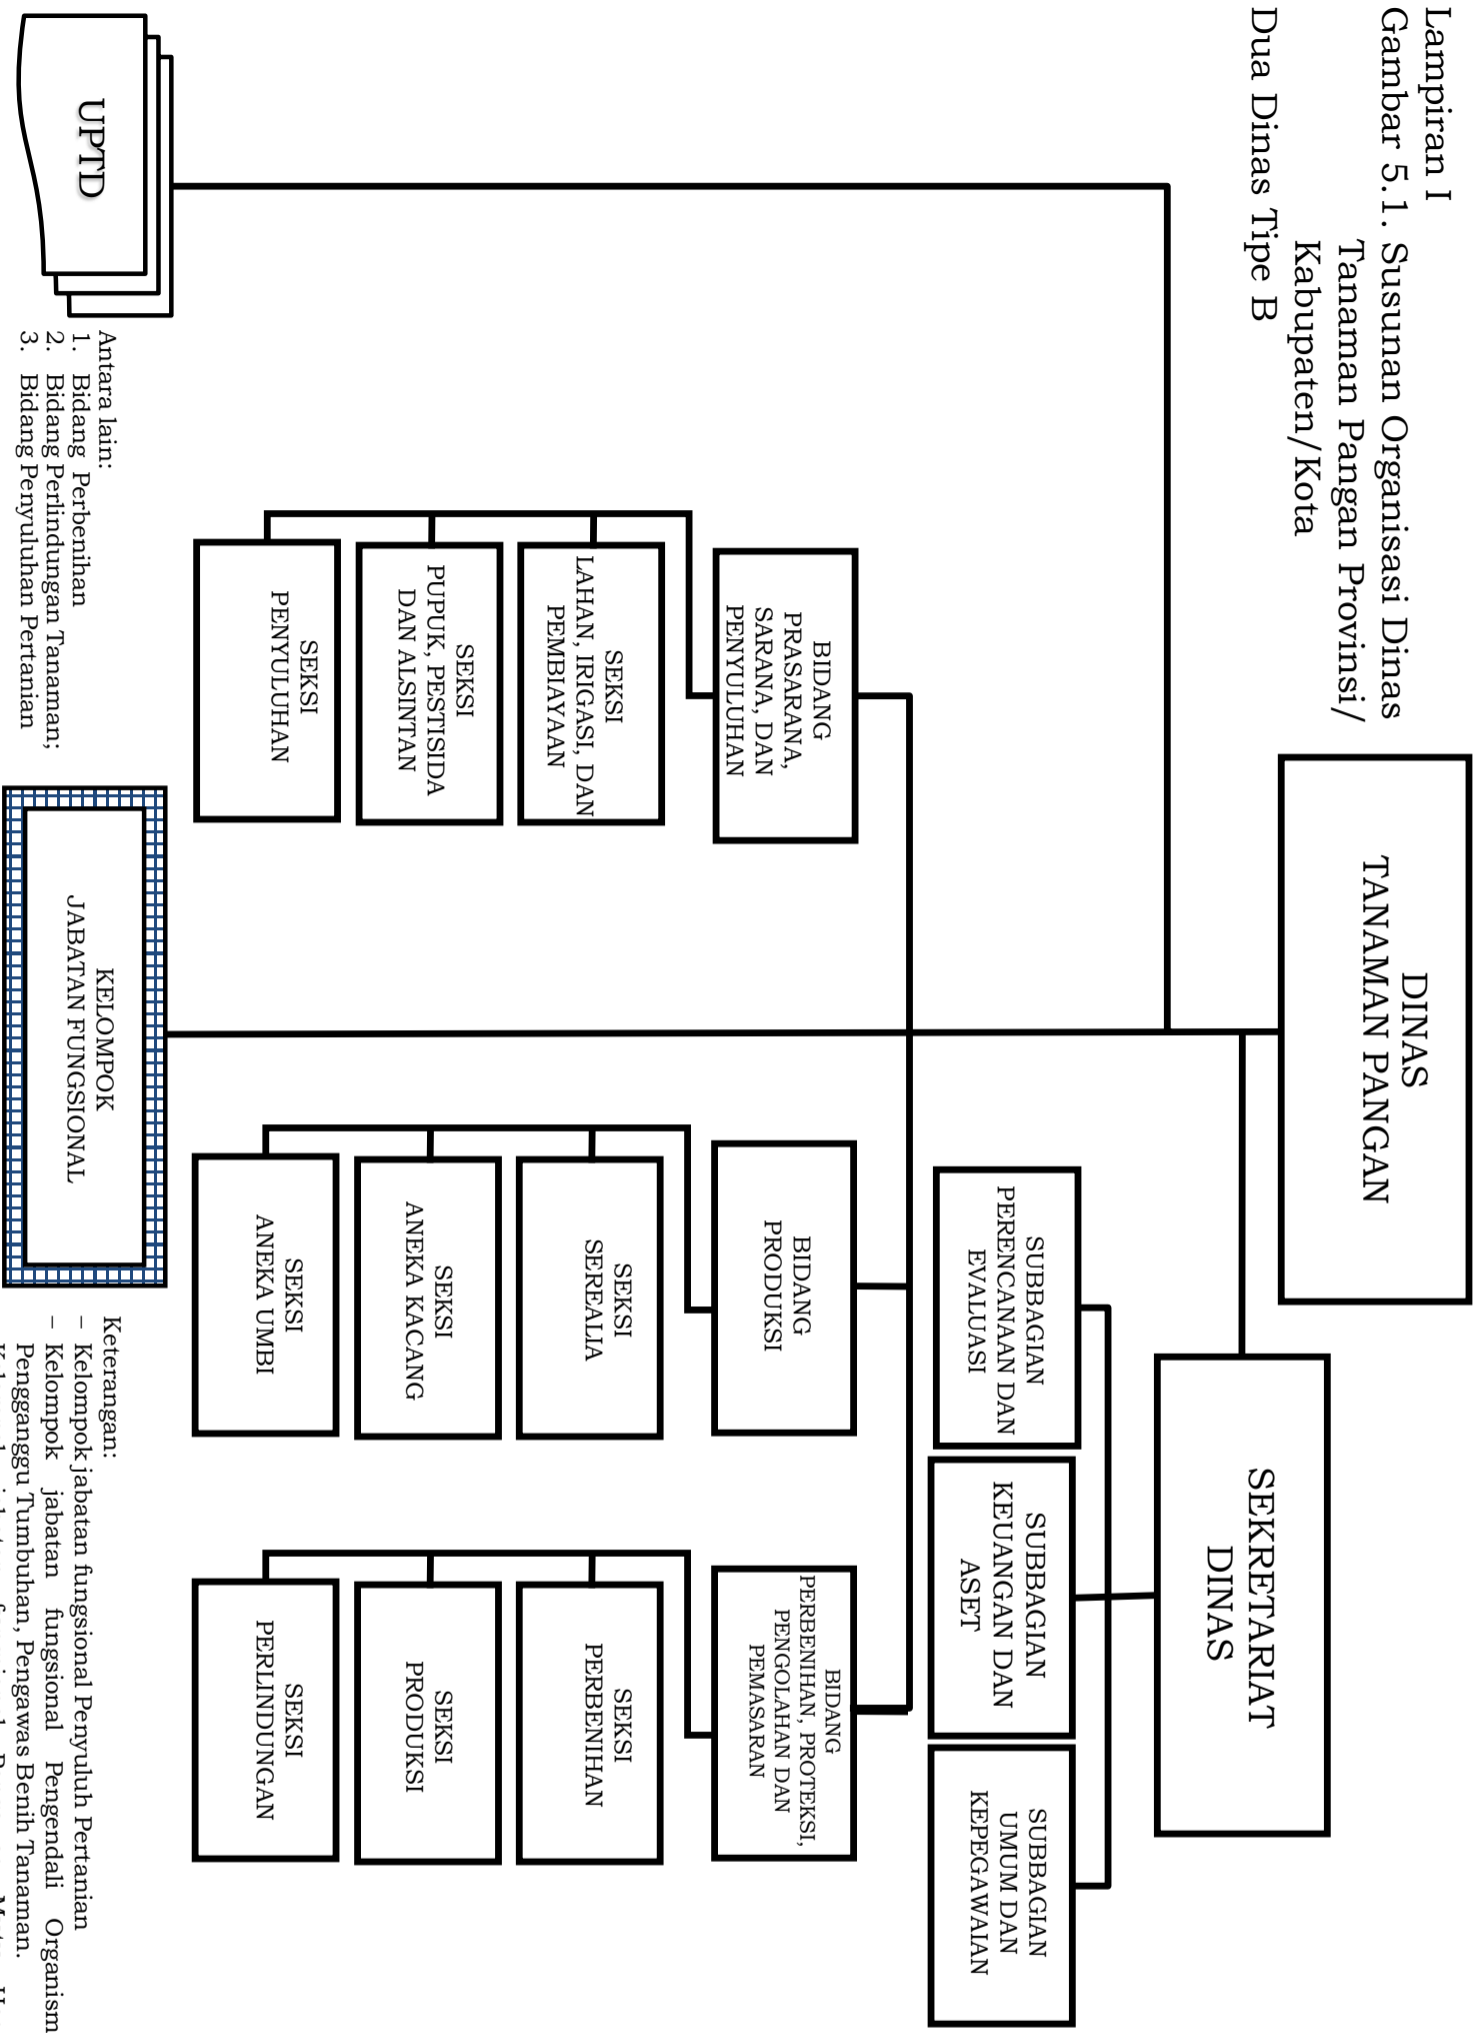 Lampiran I
Gambar 5.1. Susunan Organisasi Dinas
Tanaman Pangan Provinsi/
Kabupaten/Kota
Dua Dinas Tipe B
DINAS
TANAMAN PANGAN
SEKRETARIAT
DINAS
SUBBAGIAN
PERENCANAAN DAN
EVALUASI
SUBBAGIAN
KEUANGAN DAN
ASET
SUBBAGIAN
UMUM DAN
KEPEGAWAIAN
BIDANG
PRASARANA,
SARANA, DAN
PENYULUHAN
SEKSI
LAHAN, IRIGASI, DAN
PEMBIAYAAN
SEKSI
PUPUK, PESTISIDA
DAN ALSINTAN
SEKSI
PENYULUHAN
BIDANG
PRODUKSI
SEKSI
SEREALIA
SEKSI
ANEKA KACANG
SEKSI
ANEKA UMBI
BIDANG
PERBENIHAN, PROTEKSI,
PENGOLAHAN DAN
PEMASARAN
SEKSI
PERBENIHAN
SEKSI
PRODUKSI
SEKSI
PERLINDUNGAN
UPTD
Antara lain:
1. Bidang Perbenihan
2. Bidang Perlindungan Tanaman;
3. Bidang Penyuluhan Pertanian
KELOMPOK
JABATAN FUNGSIONAL
Keterangan:
– Kelompok jabatan fungsional Penyuluh Pertanian
– Kelompok jabatan fungsional Pengendali Organisme
Pengganggu Tumbuhan, Pengawas Benih Tanaman.